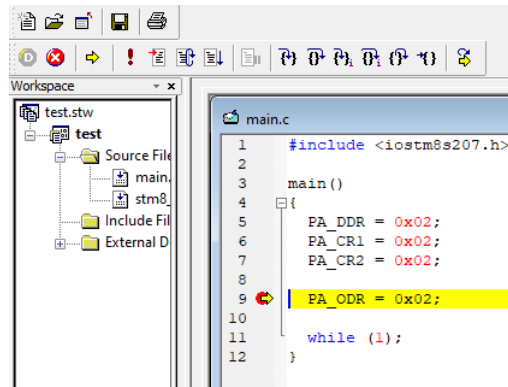 Workspace
test.stw
test
Source File
main.
stm8_
Include Fil
External D
main.c
1 #include <iostm8s207.h>
2
3 main()
4 {
5 PA_DDR = 0x02;
6 PA_CR1 = 0x02;
7 PA_CR2 = 0x02;
8
9 PA_ODR = 0x02;
10
11 while (1);
12 }